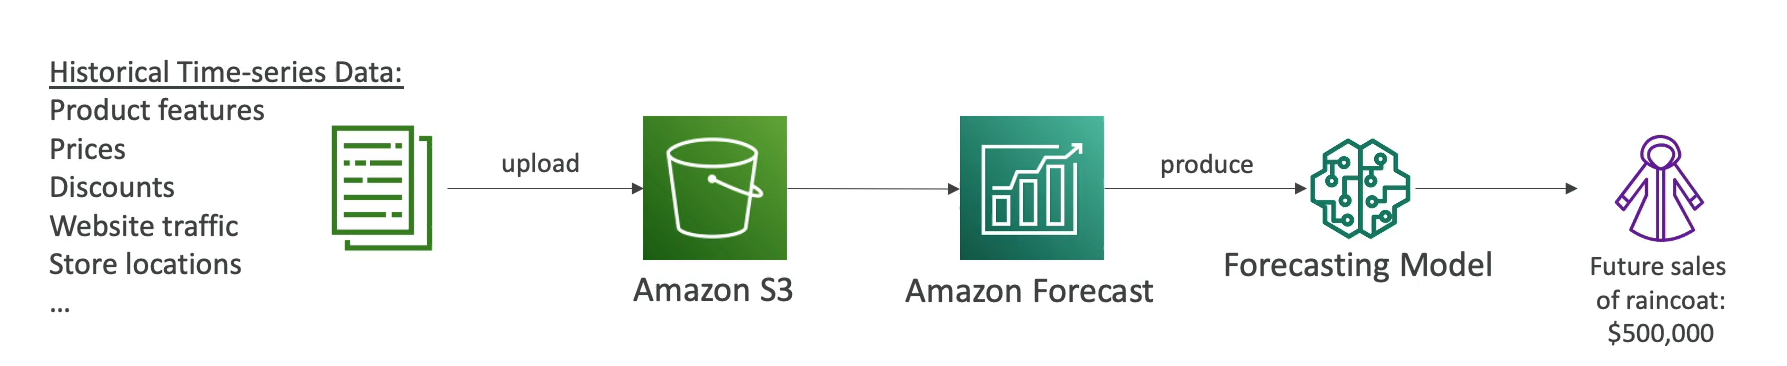 Historical Time-series Data:
Product features
Prices
Discounts
Website traffic
Store locations
...
upload
Amazon S3
Amazon Forecast
produce
Forecasting Model
Future sales
of raincoat:
$500,000